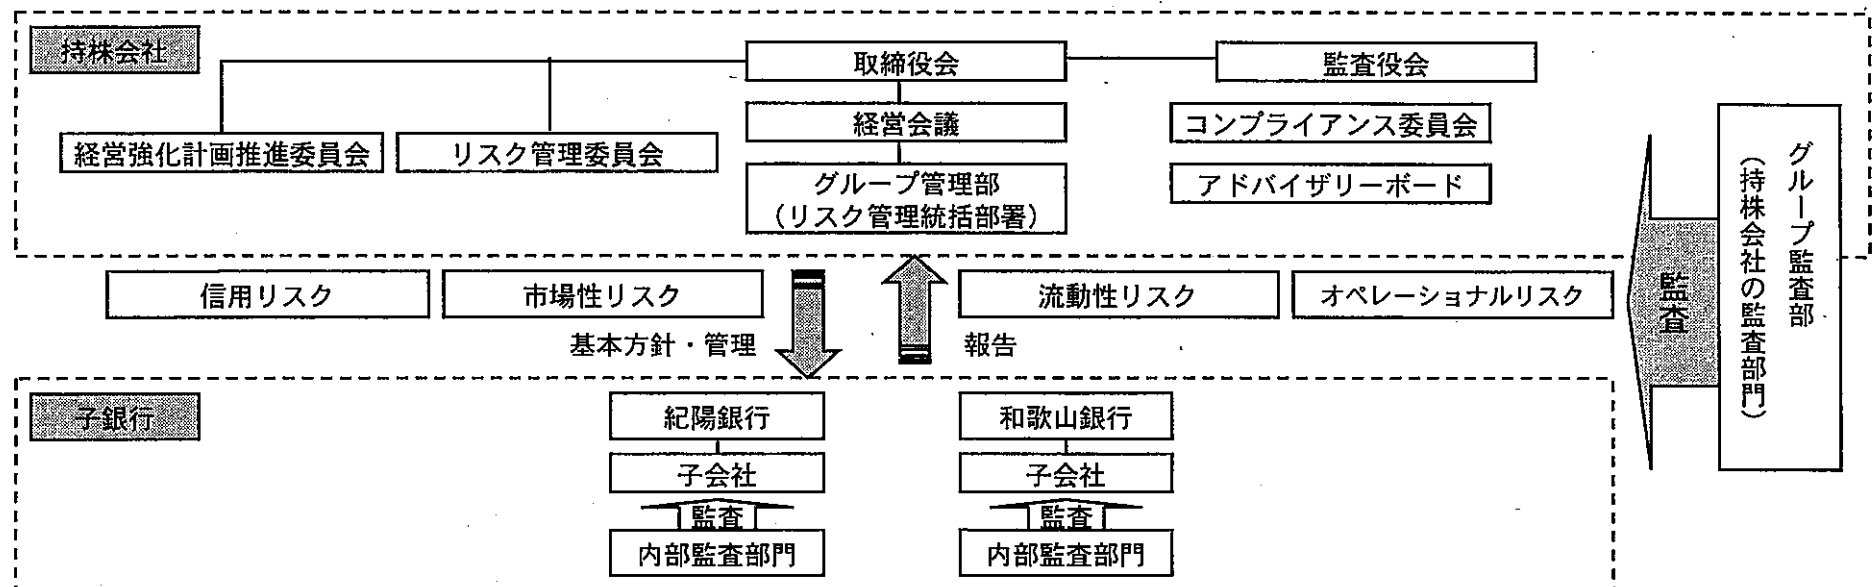 持株会社
取締役会
監査役会
経営会議
コンプライアンス委員会
経営強化計画推進委員会
リスク管理委員会
グループ管理部
(リスク管理統括部署)
アドバイザリーボード
グループ監査部
(持株会社の監査部門)
監査
信用リスク
市場性リスク
流動性リスク
オペレーショナルリスク
基本方針・管理
報告
子銀行
紀陽銀行
和歌山銀行
子会社
子会社
監査
監査
内部監査部門
内部監査部門